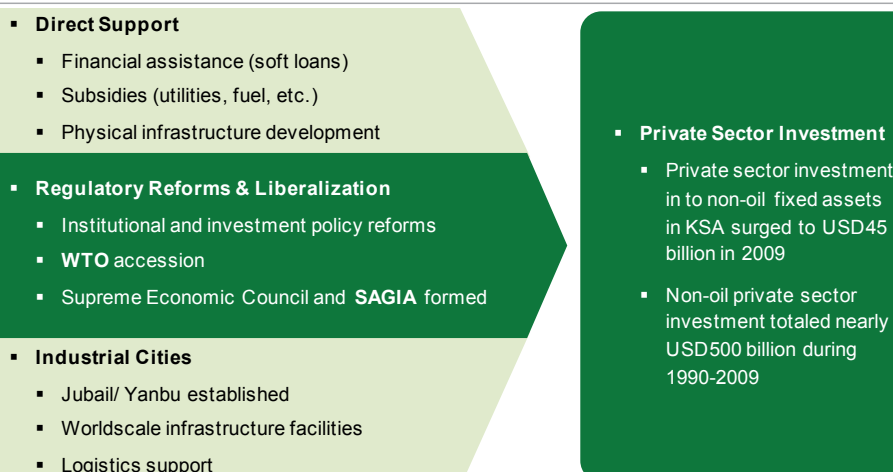 ▪ Direct Support
▪ Financial assistance (soft loans)
▪ Subsidies (utilities, fuel, etc.)
▪ Physical infrastructure development
▪ Regulatory Reforms & Liberalization
▪ Institutional and investment policy reforms
▪ WTO accession
▪ Supreme Economic Council and SAGIA formed
▪ Industrial Cities
▪ Jubail/ Yanbu established
▪ Worldscale infrastructure facilities
▪ Logistics support
▪ Private Sector Investment
▪ Private sector investment
in to non-oil fixed assets
in KSA surged to USD45
billion in 2009
▪ Non-oil private sector
investment totaled nearly
USD500 billion during
1990-2009